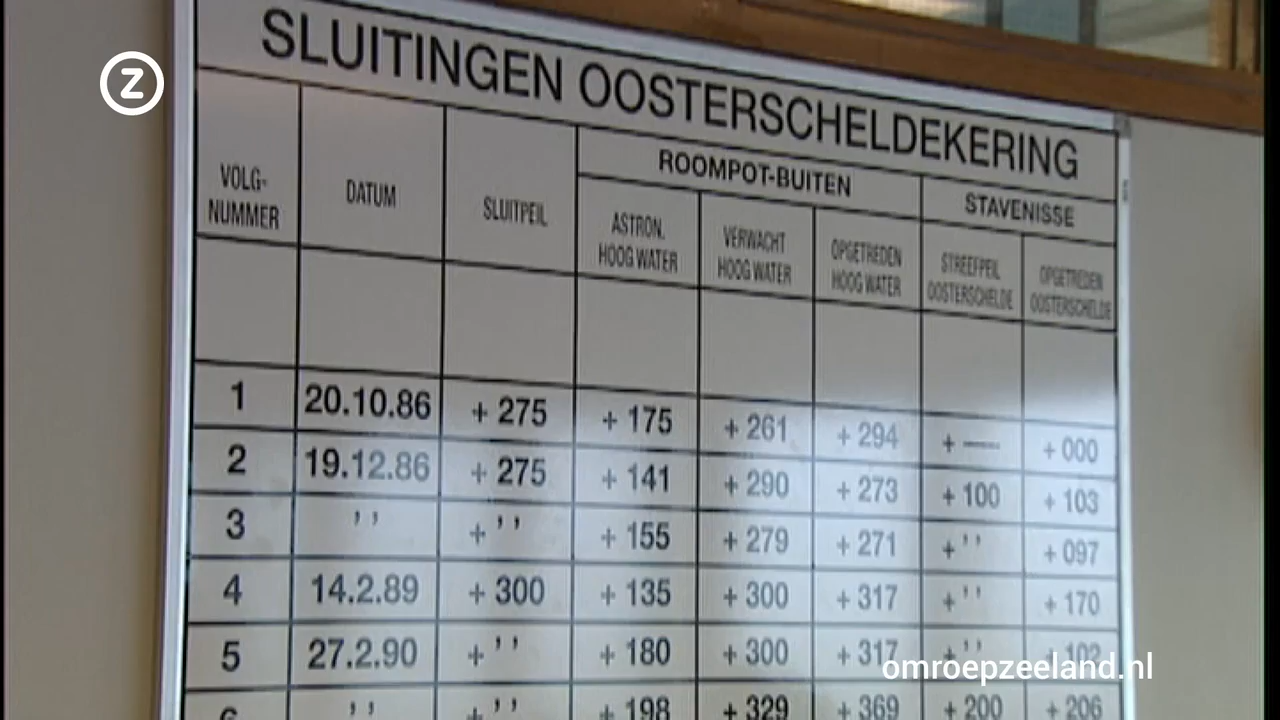 Z
SLUITINGEN OOSTERSCHELDEKERING
VOLG-
NUMMER
DATUM
SLUITPEIL
ROOMPOT-BUITEN
ASTRON.
HOOG WATER
VERWACHT
HOOG WATER
OPGETREDEN
HOOG WATER
STAVENISSE
STREEFPEIL
OOSTERSCHELDE
OPGETREDEN
OOSTERSCHELDE
1 20.10.86 + 275 + 175 + 261 + 294 + — + 000
2 19.12.86 + 275 + 141 + 290 + 273 + 100 + 103
3 ’’ + ’’ + 155 + 279 + 271 + ’’ + 097
4 14.2.89 + 300 + 135 + 300 + 317 + ’’ + 170
5 27.2.90 + ’’ + 180 + 300 + 317 + ’’ + 102
6 ’’ + ’’ + 198 + 329 + 369 + 200 + 206
omroepzeeland.nl